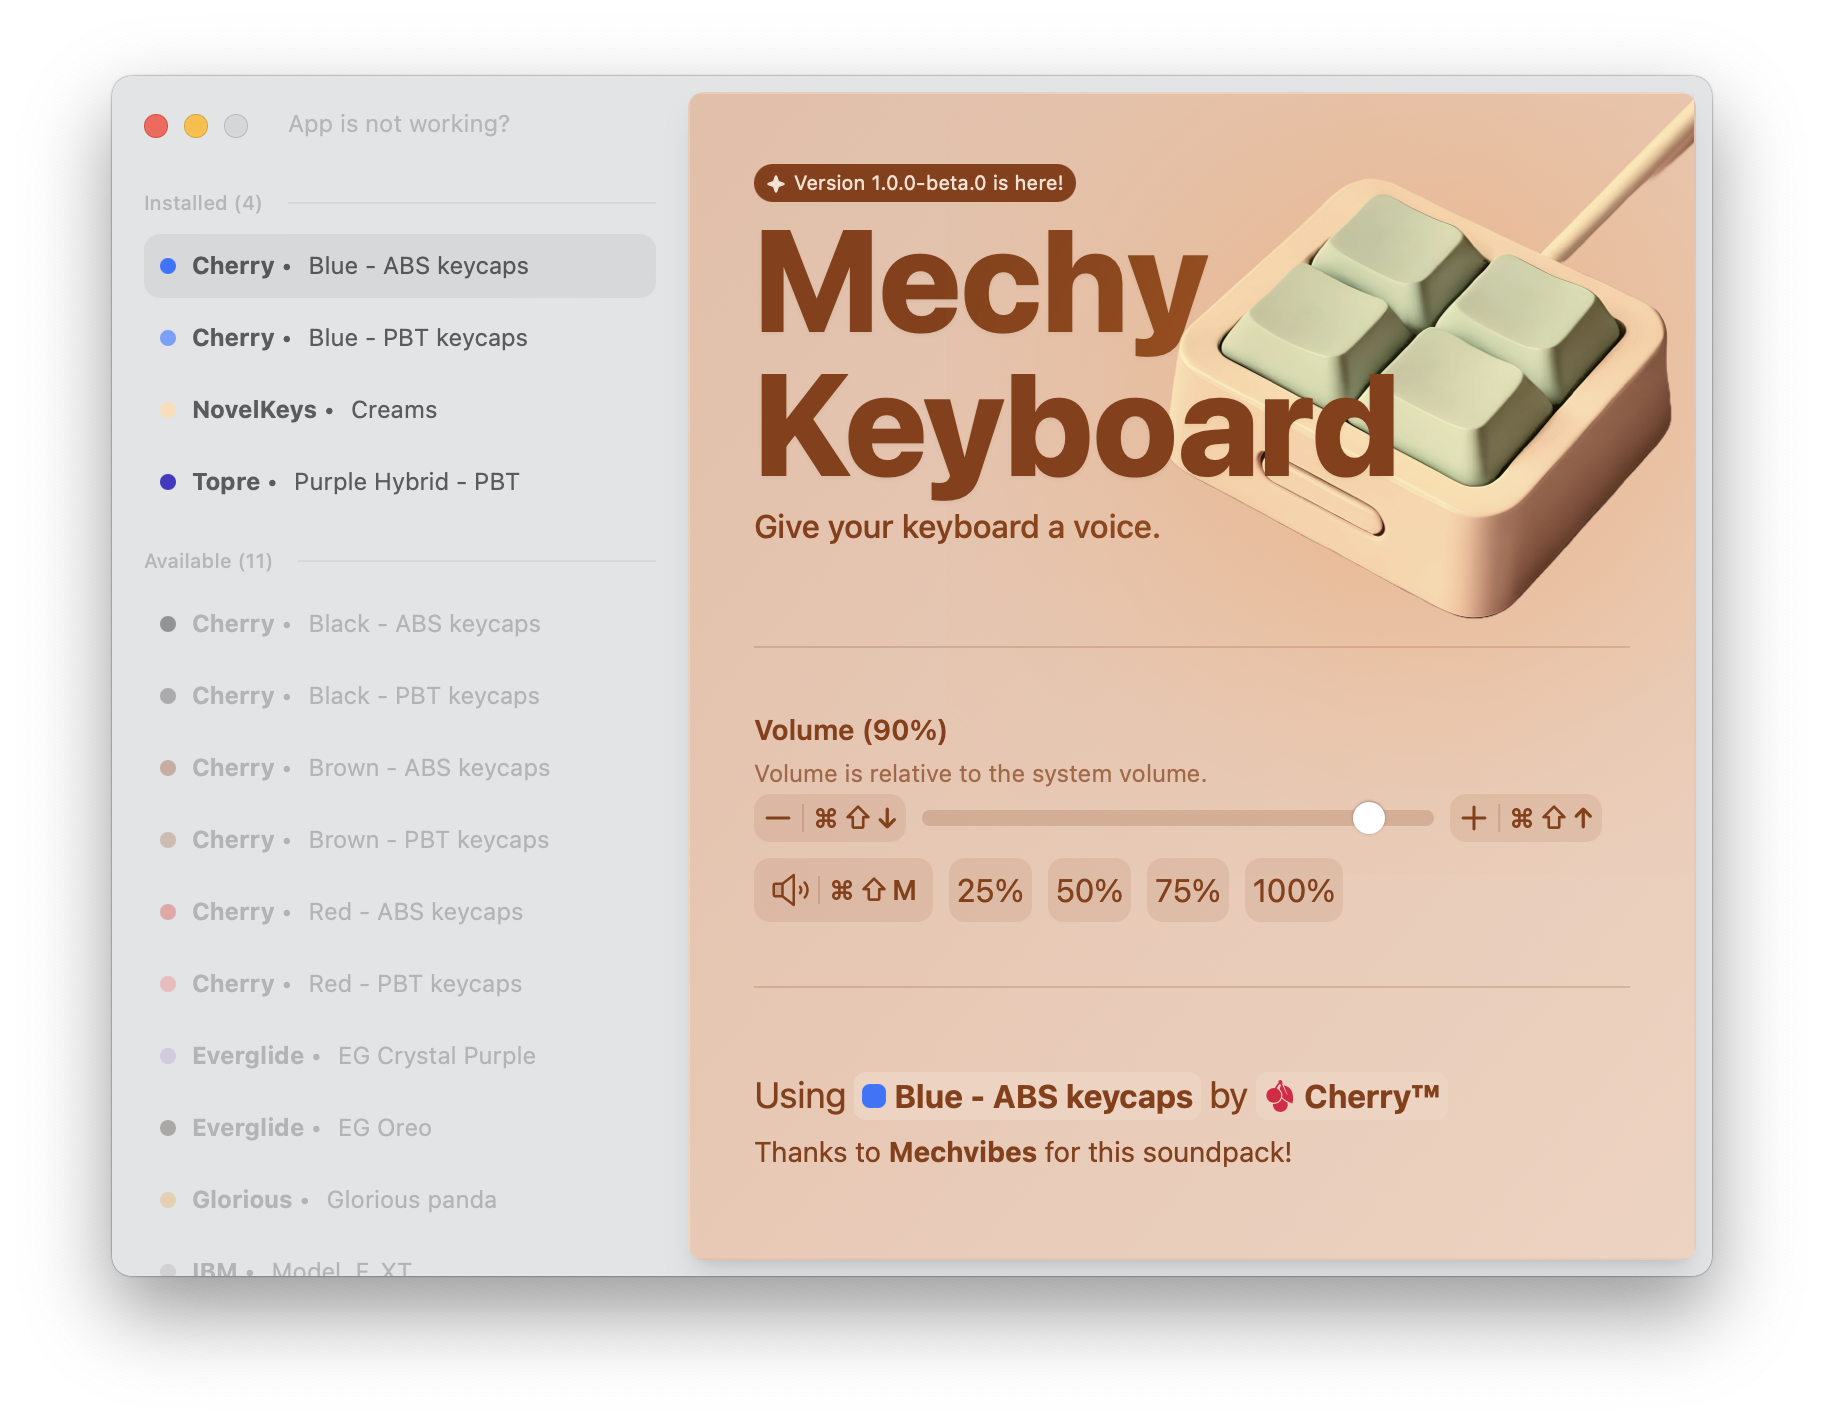 App is not working?
Installed (4)
Cherry • Blue - ABS keycaps
Cherry • Blue - PBT keycaps
NovelKeys • Creams
Topre • Purple Hybrid - PBT
Available (11)
Cherry • Black - ABS keycaps
Cherry • Black - PBT keycaps
Cherry • Brown - ABS keycaps
Cherry • Brown - PBT keycaps
Cherry • Red - ABS keycaps
Cherry • Red - PBT keycaps
Everglide • EG Crystal Purple
Everglide • EG Oreo
Glorious • Glorious panda
IBM • Model F XT
Version 1.0.0-beta.0 is here!
Mechy
Keyboard
Give your keyboard a voice.
Volume (90%)
Volume is relative to the system volume.
— ⌘ ⇧ ↓
+ ⌘ ⇧ ↑
⌘ ⇧ M 25% 50% 75% 100%
Using Blue - ABS keycaps by Cherry™
Thanks to Mechvibes for this soundpack!